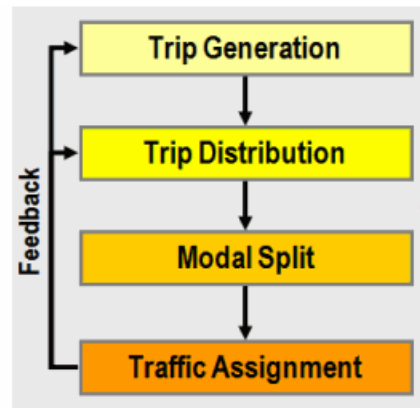 Trip Generation
Trip Distribution
Feedback
Modal Split
Traffic Assignment